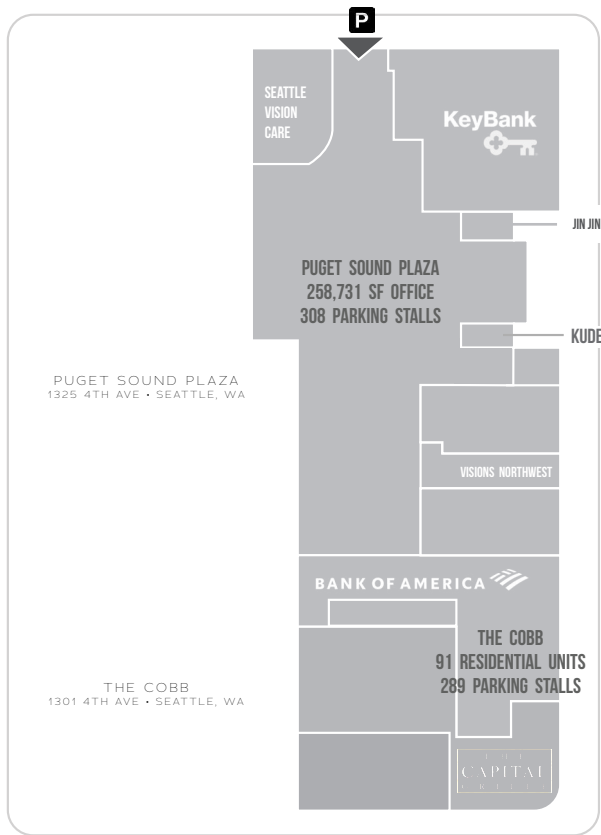 P
SEATTLE
VISION
CARE
KeyBank
JIN JIN
PUGET SOUND PLAZA
258,731 SF OFFICE
308 PARKING STALLS
KUDE
PUGET SOUND PLAZA
1325 4TH AVE • SEATTLE, WA
VISIONS NORTHWEST
BANK OF AMERICA
THE COBB
91 RESIDENTIAL UNITS
289 PARKING STALLS
THE COBB
1301 4TH AVE • SEATTLE, WA
THE
CAPITAL
GRILLE